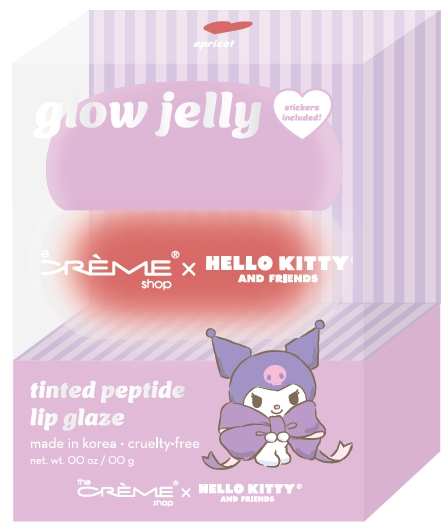 apricot
glow jelly
stickers
included!
the CRÈME® shop x HELLO KITTY®
AND FRIENDS
tinted peptide
lip glaze
made in korea • cruelty-free
net. wt. 00 oz / 00 g
the CRÈME® shop x HELLO KITTY®
AND FRIENDS